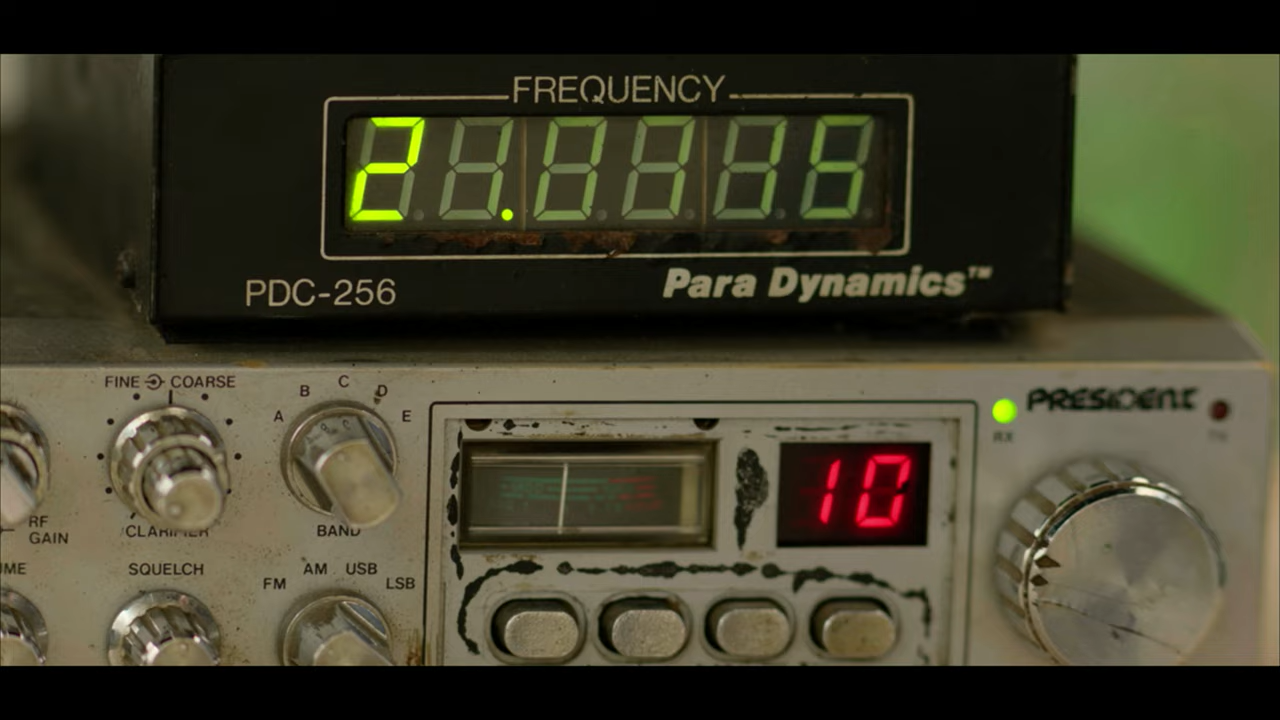 FREQUENCY
PDC-256
Para Dynamics™
FINE COARSE
A B C D E
PRESIDENT
RX
10
RF
GAIN
CLARIFIER
BAND
SQUELCH
FM AM USB LSB